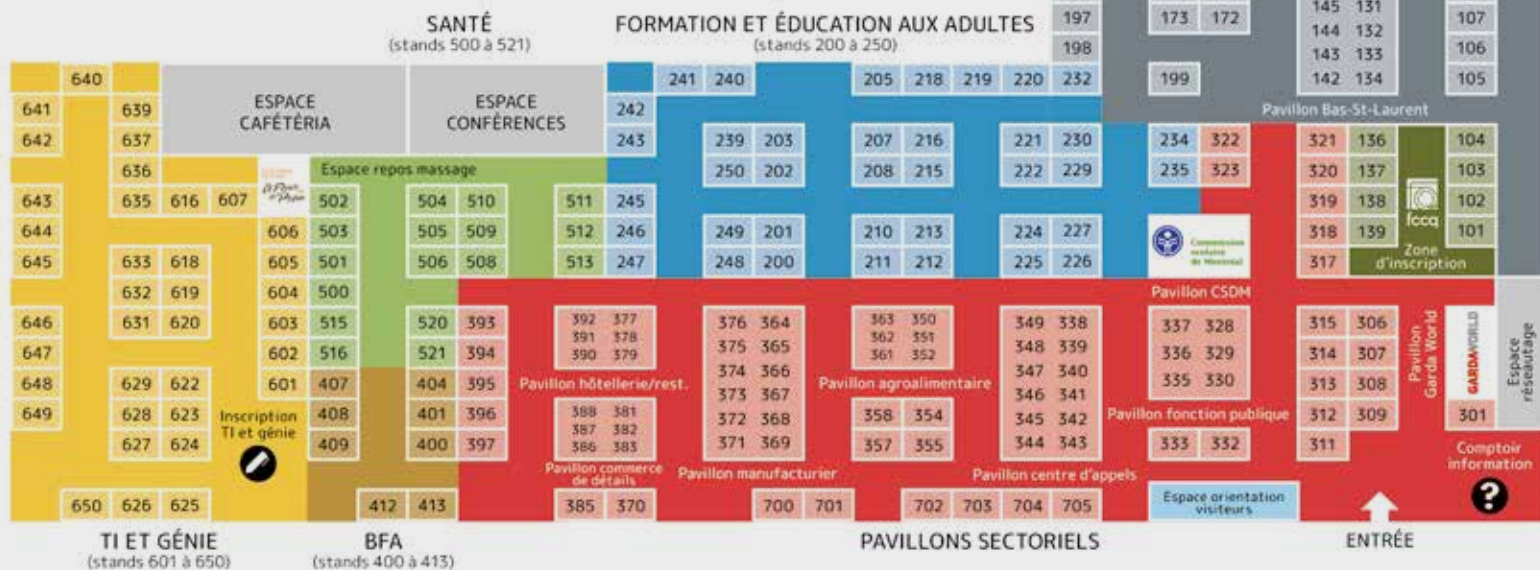 SANTÉ
(stands 500 à 521)
FORMATION ET ÉDUCATION AUX ADULTES
(stands 200 à 250)
197
173 172
145 131
107
198
144 132
106
143 133
640
241 240
205 218 219 220 232
199
142 134
105
ESPACE
CAFÉTÉRIA
ESPACE
CONFÉRENCES
Pavillon Bas-St-Laurent
641 639
242
642 637
243
239 203
207 216
221 230
234 322
321 136
104
636
Espace repos massage
250 202
208 215
222 229
235 323
320 137
103
643
635 616 607
502
504 510
511 245
319 138
fccq
102
644
606 503
505 509
512 246
249 201
210 213
224 227
Commission
scolaire
de Montréal
318 139
101
645
633 618
605 501
506 508
513 247
248 200
211 212
225 226
317
Zone
d'inscription
632 619
604 500
Pavillon CSDM
646
631 620
603 515
520 393
392 377
391 378
390 379
376 364
363 350
362 351
361 352
349 338
337 328
315 306
Pavillon
Garda World
GARDAWORLD
Espace
réseautage
647
602 516
521 394
375 365
348 339
336 329
314 307
648
629 622
601 407
404 395
Pavillon hôtellerie/rest.
374 366
Pavillon agroalimentaire
347 340
335 330
313 308
649
628 623
Inscription
TI et génie
408
401 396
388 381
387 382
386 383
373 367
372 368
358 354
346 341
345 342
Pavillon fonction publique
312 309
301
627 624
409
400 397
371 369
357 355
344 343
333 332
311
Comptoir
information
?
Pavillon commerce
de détails
Pavillon manufacturier
Pavillon centre d'appels
650 626 625
412 413
385 370
700 701
702 703 704 705
Espace orientation
visiteurs
TI ET GÉNIE
(stands 601 à 650)
BFA
(stands 400 à 413)
PAVILLONS SECTORIELS
ENTRÉE